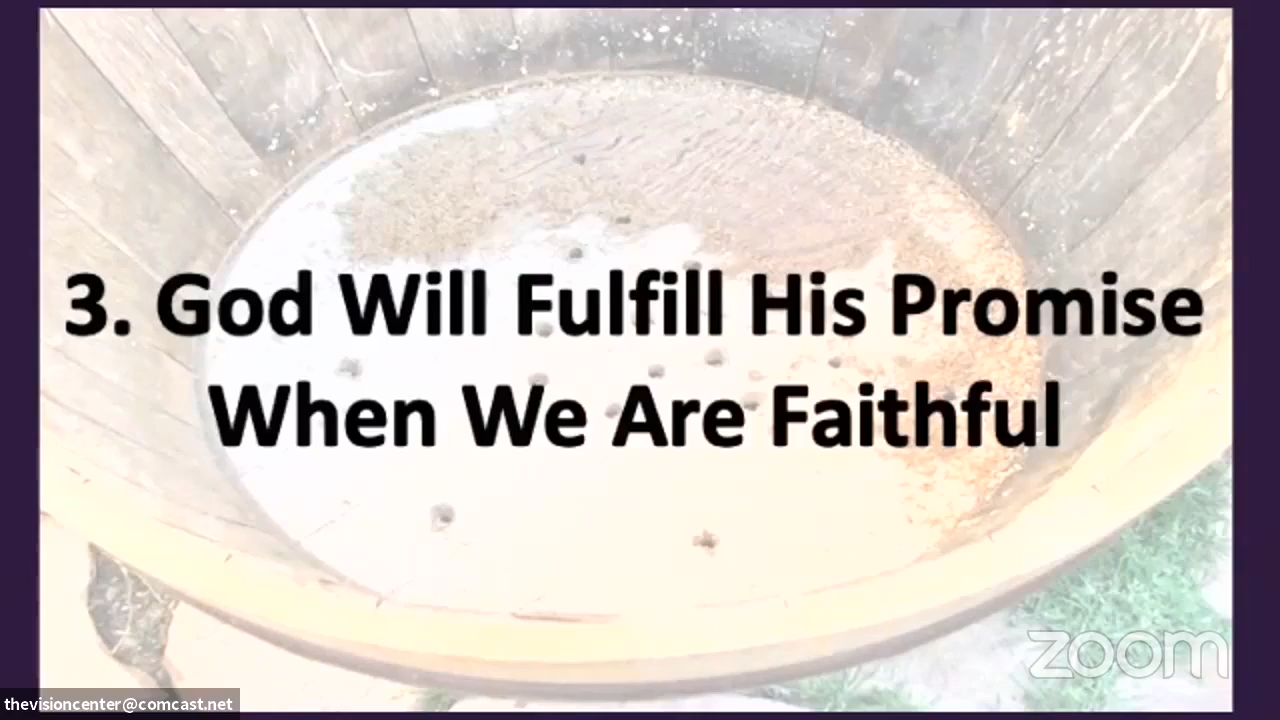 3. God Will Fulfill His Promise
When We Are Faithful
zoom
thevisioncenter@comcast.net